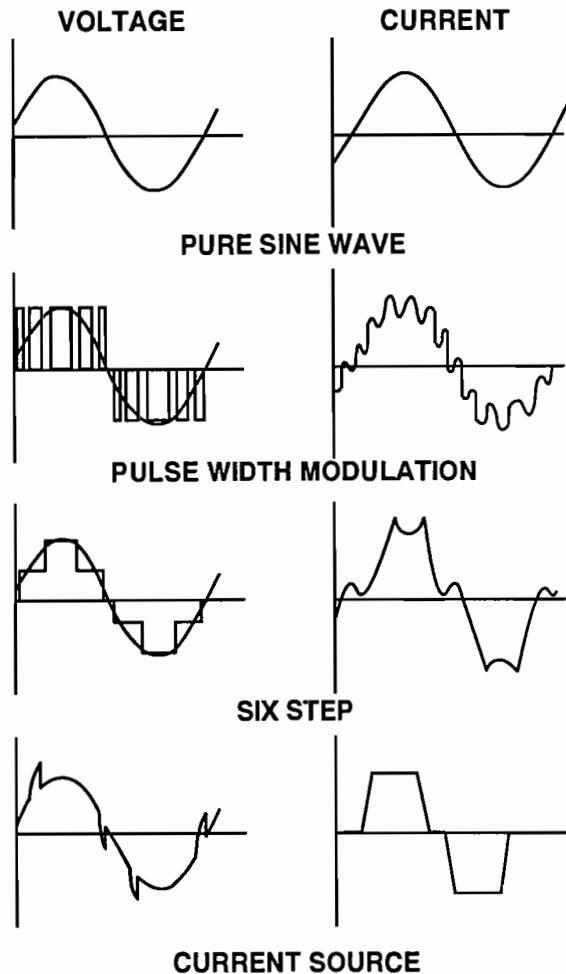 VOLTAGE
CURRENT
PURE SINE WAVE
PULSE WIDTH MODULATION
SIX STEP
CURRENT SOURCE